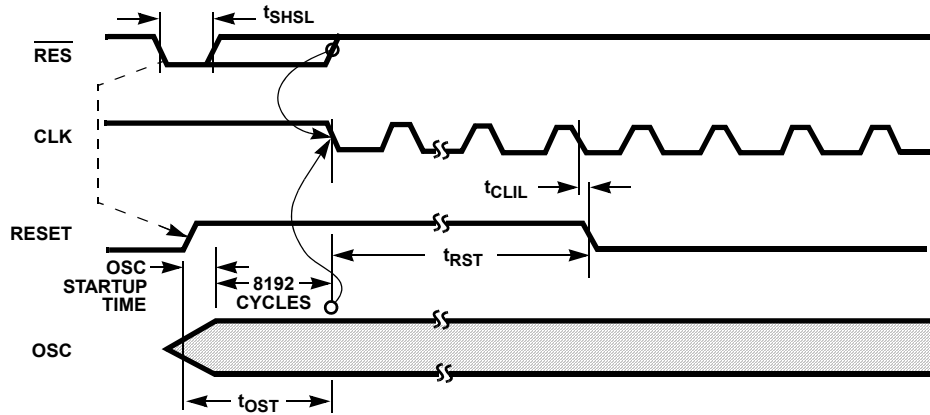 tSHSL
RES
CLK
tCLIL
RESET
tRST
OSC
STARTUP
TIME
8192
CYCLES
OSC
tOST